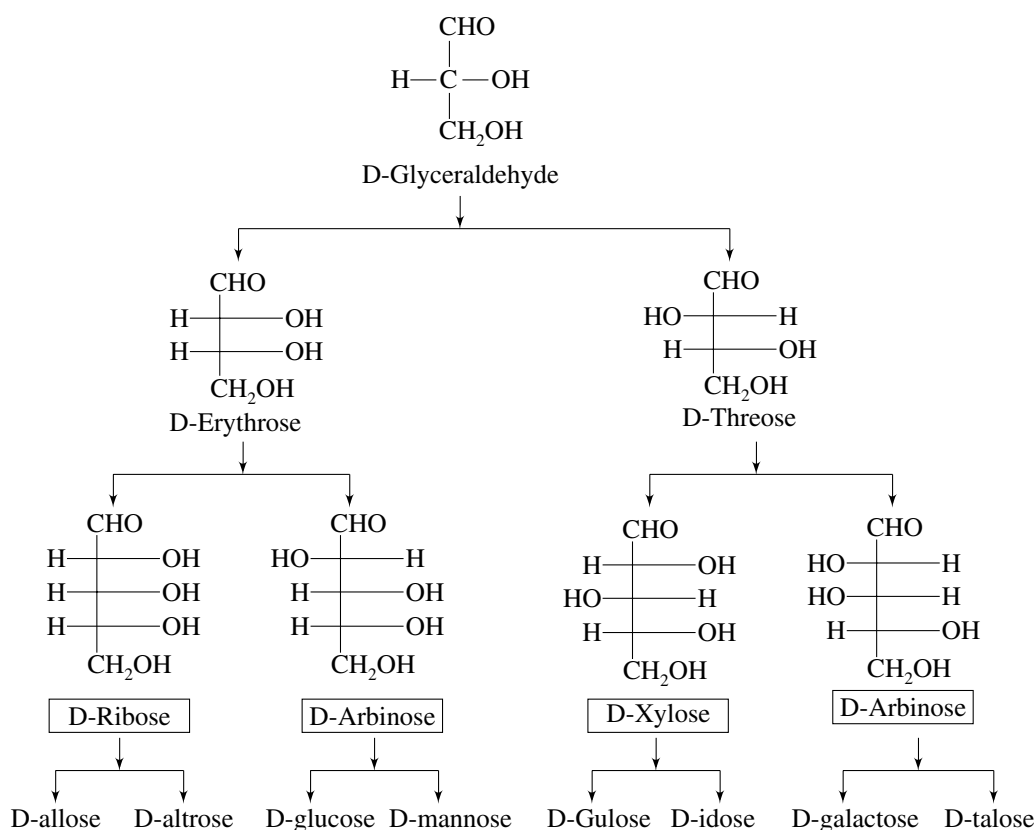 CHO
H—C—OH
CH₂OH
D-Glyceraldehyde
CHO
H OH
H OH
CH₂OH
D-Erythrose
CHO
HO H
H OH
CH₂OH
D-Threose
CHO
H OH
H OH
H OH
CH₂OH
D-Ribose
CHO
HO H
H OH
H OH
CH₂OH
D-Arbinose
CHO
H OH
HO H
H OH
CH₂OH
D-Xylose
CHO
HO H
HO H
H OH
CH₂OH
D-Arbinose
D-allose D-altrose D-glucose D-mannose D-Gulose D-idose D-galactose D-talose